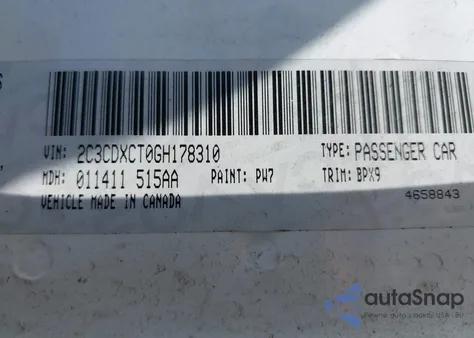 S
VIN: 2C3CDXCT0GH178310 TYPE: PASSENGER CAR
MDH: 011411 515AA PAINT: PW7 TRIM: BPX9
VEHICLE MADE IN CANADA 4658843
autoSnap